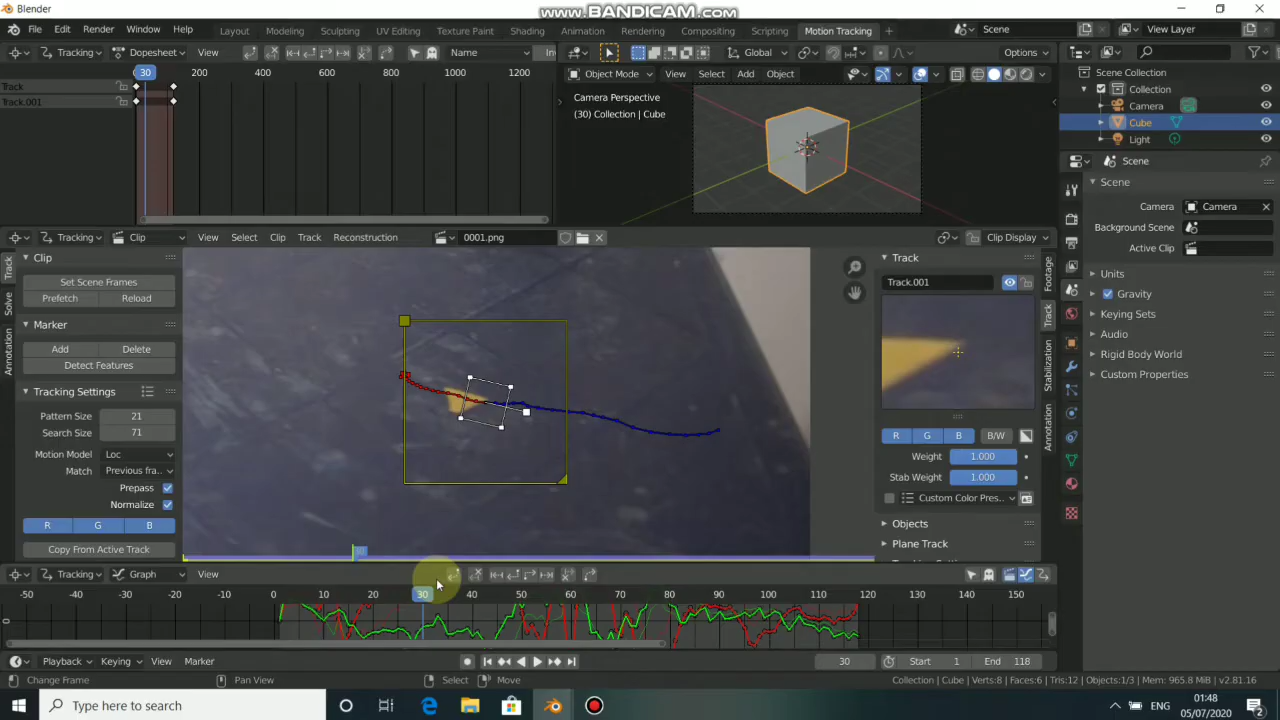 Blender
www.BANDICAM.com
File Edit Render Window Help Layout Modeling Sculpting UV Editing Texture Paint Shading Animation Rendering Compositing Scripting Motion Tracking + Scene View Layer
Tracking Dopesheet View Name In Global Options
30 200 400 600 800 1000 1200
Object Mode View Select Add Object
Track
Track.001
Camera Perspective
(30) Collection | Cube
Scene Collection
Collection
Camera
Cube
Light
Scene
Scene
Camera Camera
Background Scene
Active Clip
Units
Gravity
Keying Sets
Audio
Rigid Body World
Custom Properties
Tracking Clip View Select Clip Track Reconstruction 0001.png Clip Display
Track
Solve
Annotation
Clip
Set Scene Frames
Prefetch Reload
Marker
Add Delete
Detect Features
Tracking Settings
Pattern Size 21
Search Size 71
Motion Model Loc
Match Previous fra..
Prepass
Normalize
R G B
Copy From Active Track
Track
Track.001
R G B B/W
Weight 1.000
Stab Weight 1.000
Custom Color Pres..
Objects
Plane Track
Footage
Track
Stabilization
Annotation
Tracking Graph View
-50 -40 -30 -20 -10 0 10 20 30 40 50 60 70 80 90 100 110 120 130 140 150
Playback Keying View Marker 30 Start 1 End 118
Change Frame Pan View Select Move Collection | Cube | Verts:8 | Faces:6 | Tris:12 | Objects:1/3 | Mem: 965.8 MiB | v2.81.16
Type here to search
ENG
01:48
05/07/2020
2